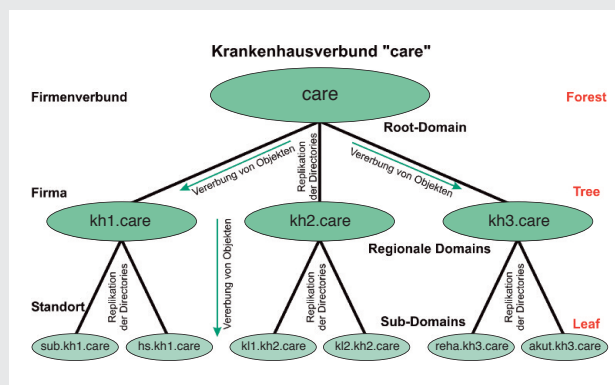 Krankenhausverbund "care"
Firmenverbund
care
Forest
Root-Domain
Vererbung von Objekten
Replikation
der Directories
Vererbung von Objekten
Firma
Tree
kh1.care
kh2.care
kh3.care
Regionale Domains
Vererbung von Objekten
Replikation
der Directories
Replikation
der Directories
Replikation
der Directories
Standort
Sub-Domains
Leaf
sub.kh1.care
hs.kh1.care
kl1.kh2.care
kl2.kh2.care
reha.kh3.care
akut.kh3.care